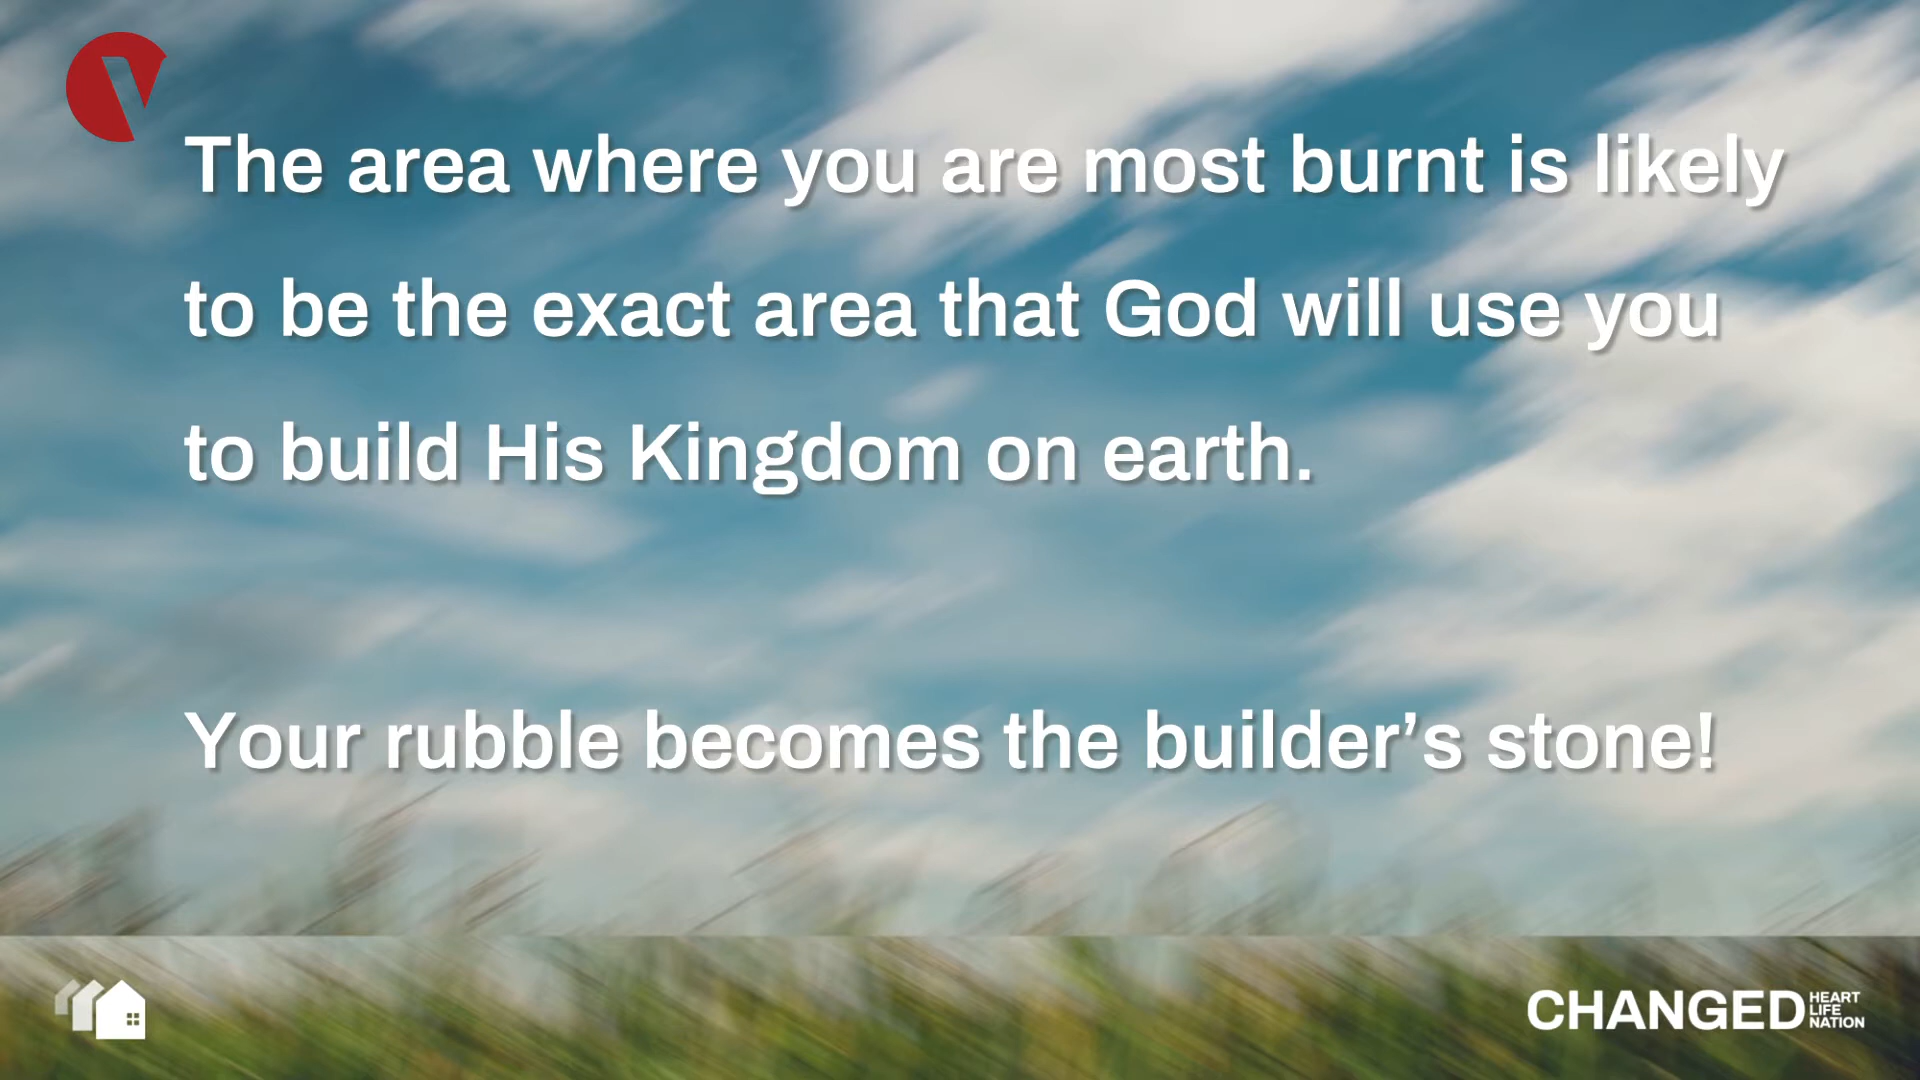 The area where you are most burnt is likely
to be the exact area that God will use you
to build His Kingdom on earth.
Your rubble becomes the builder’s stone!
CHANGED
HEART
LIFE
NATION